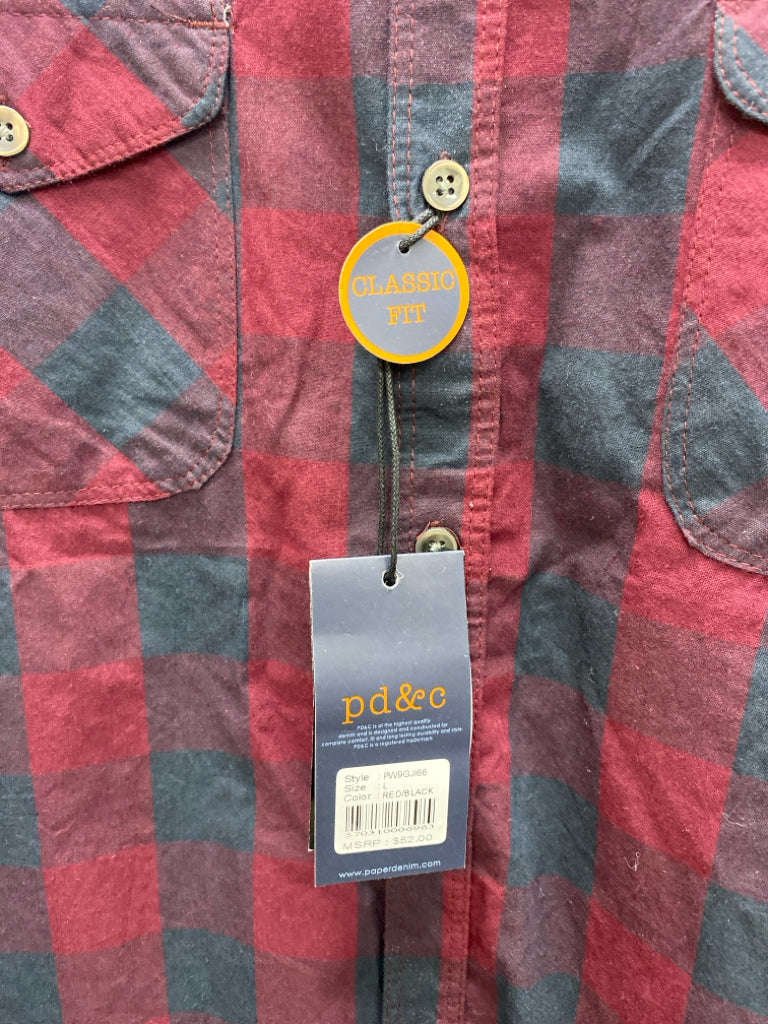 CLASSIC
FIT
pd&c
PD&C is of the highest quality
denim and is designed and constructed for
complete comfort, fit and long lasting durability and style.
PD&C is a registered trademark
Style : PW9GJI66
Size : L
Color : RED/BLACK
570310006963
MSRP : $52.00
www.paperdenim.com